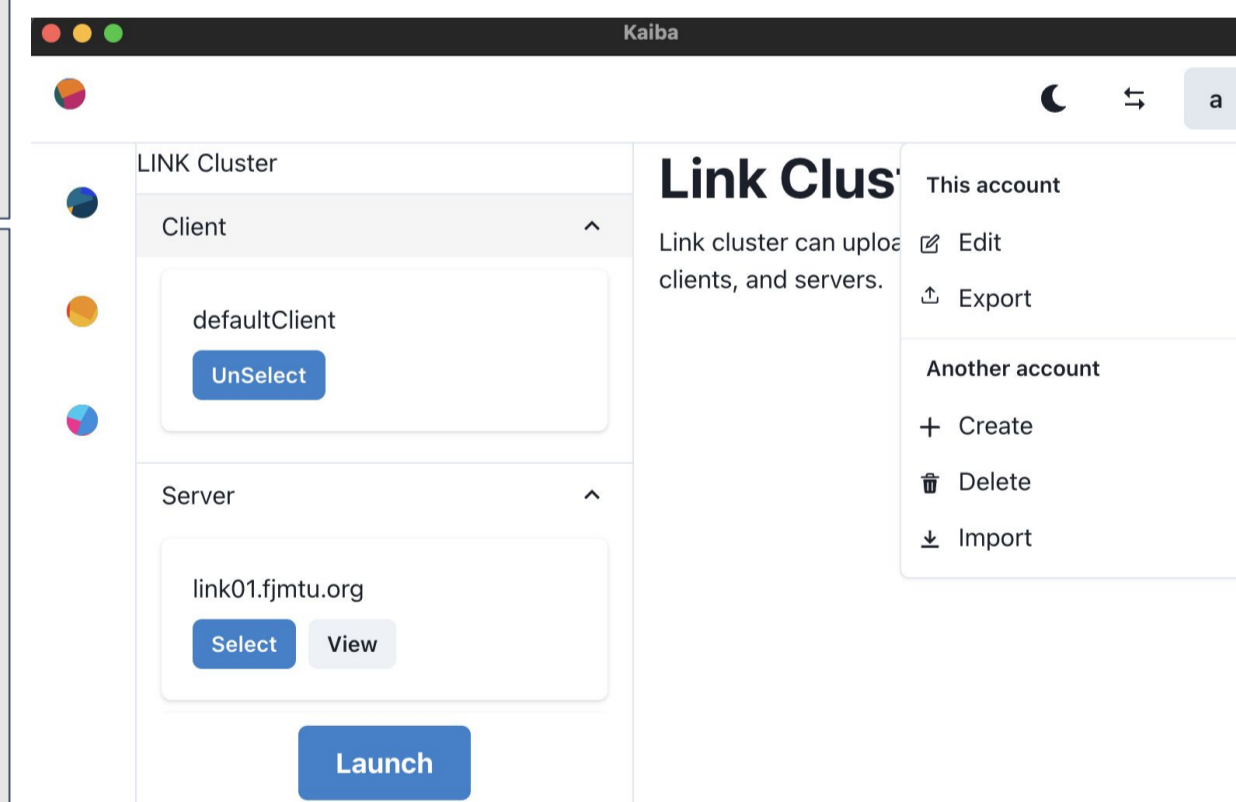 Kaiba
a
LINK Cluster
Client
defaultClient
UnSelect
Server
link01.fjmtu.org
Select
View
Launch
Link Clus
Link cluster can uploa
clients, and servers.
This account
Edit
Export
Another account
Create
Delete
Import